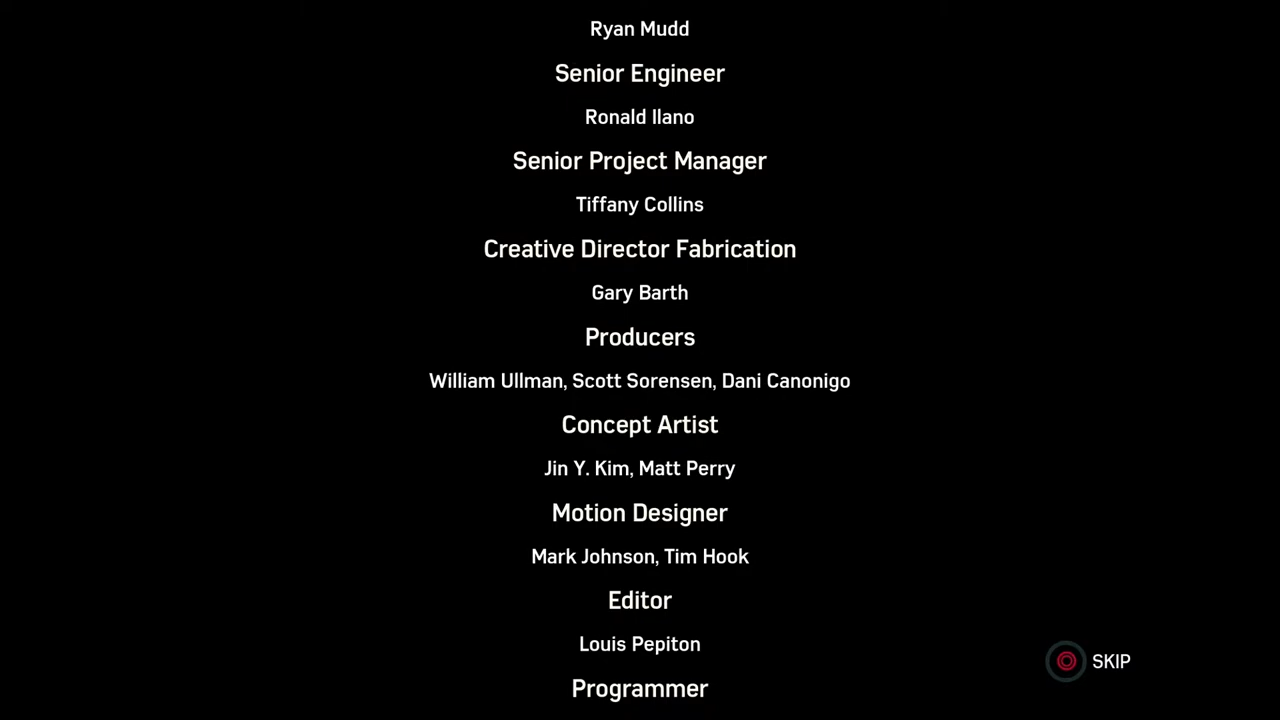 Ryan Mudd
Senior Engineer
Ronald Ilano
Senior Project Manager
Tiffany Collins
Creative Director Fabrication
Gary Barth
Producers
William Ullman, Scott Sorensen, Dani Canonigo
Concept Artist
Jin Y. Kim, Matt Perry
Motion Designer
Mark Johnson, Tim Hook
Editor
Louis Pepiton
SKIP
Programmer